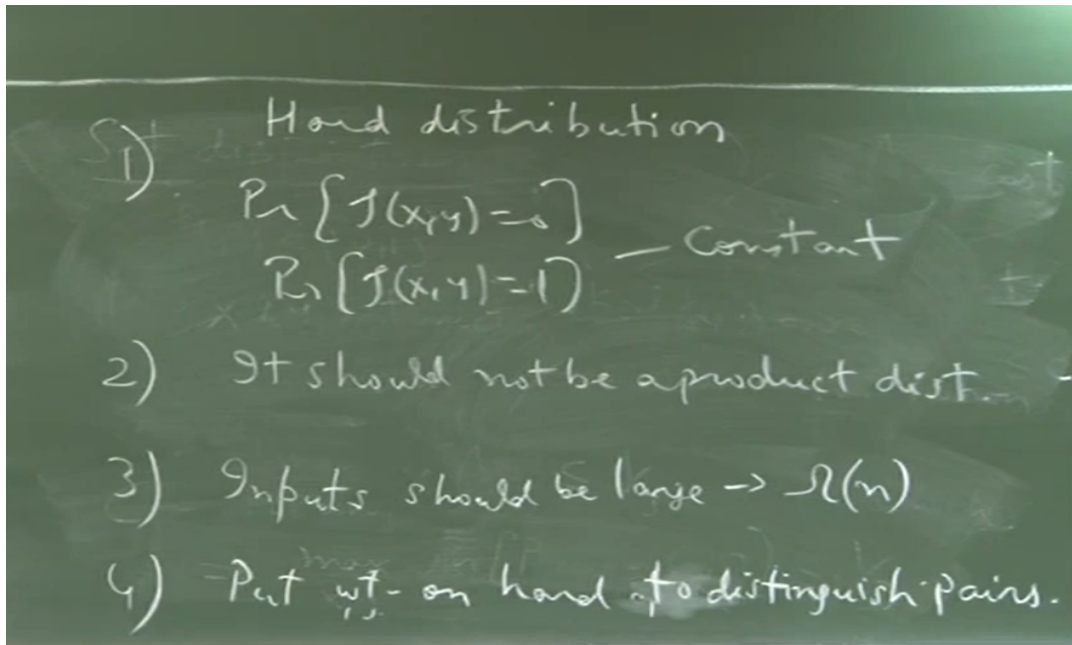 Hard distribution
1) Pr [f(x,y)=0]
Pr [f(x,y)=1] — Constant
2) It should not be a product dist.
3) Inputs should be large -> Ω(n)
4) Put wt. on hard to distinguish pairs.